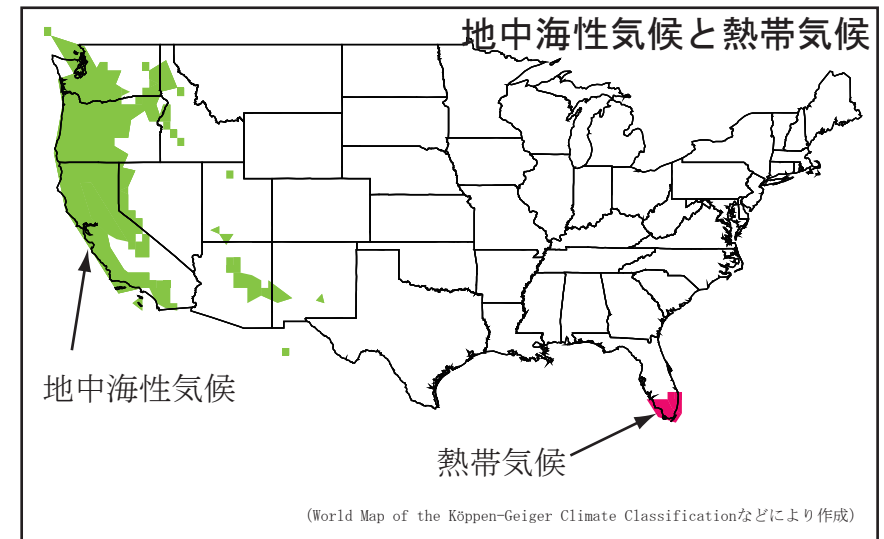 地中海性気候と熱帯気候
地中海性気候
熱帯気候
(World Map of the Köppen-Geiger Climate Classificationなどにより作成)